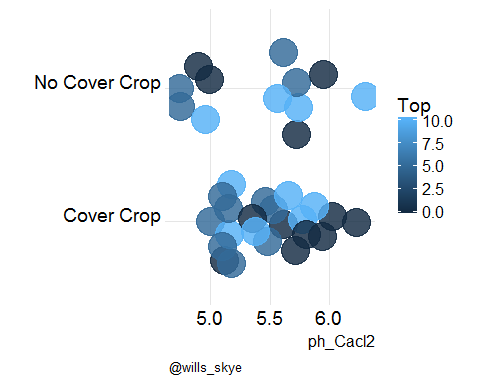 No Cover Crop
Cover Crop
Top
10.0
7.5
5.0
2.5
0.0
5.0 5.5 6.0
ph_Cacl2
@wills_skye